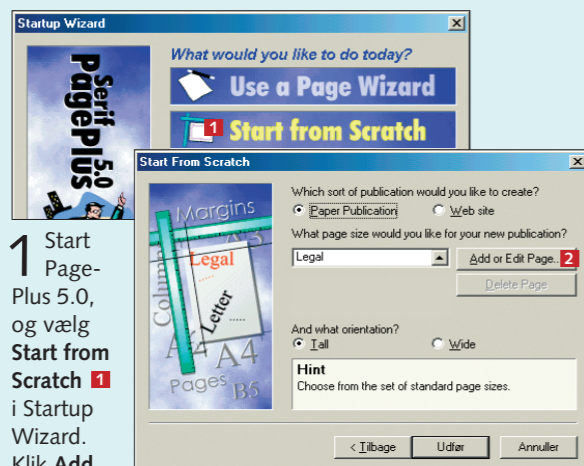 Startup Wizard
What would you like to do today?
Serif
PagePlus
5.0
Use a Page Wizard
1 Start from Scratch
Start From Scratch
Which sort of publication would you like to create?
Paper Publication
Web site
What page size would you like for your new publication?
Legal
Add or Edit Page.. 2
Delete Page
And what orientation?
Tall
Wide
Hint
Choose from the set of standard page sizes.
< Tilbage
Udfør
Annuller
Margins
Columns
Legal
Letter
A3
A4
A4
Pages
B5
1 Start
Page-
Plus 5.0,
og vælg
Start from
Scratch 1
i Startup
Wizard.
Klik Add